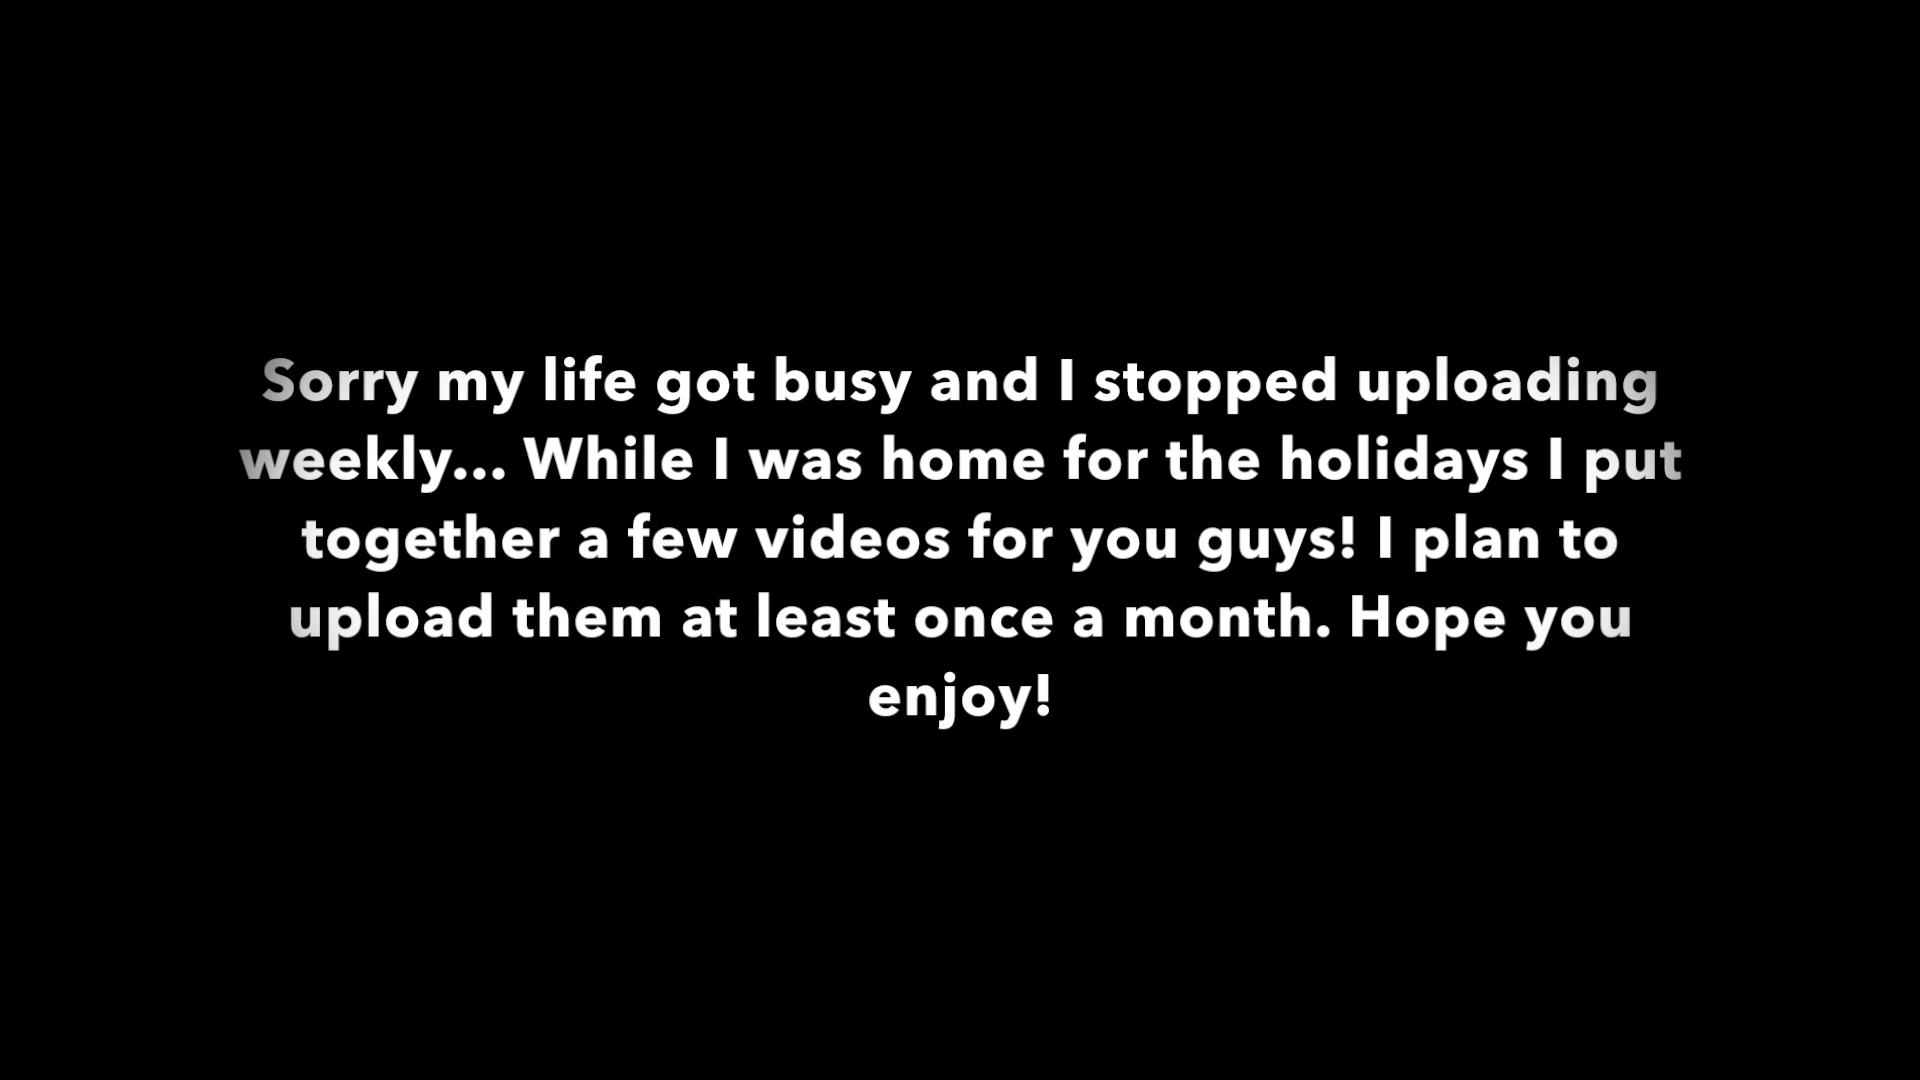 Sorry my life got busy and I stopped uploading
weekly... While I was home for the holidays I put
together a few videos for you guys! I plan to
upload them at least once a month. Hope you
enjoy!